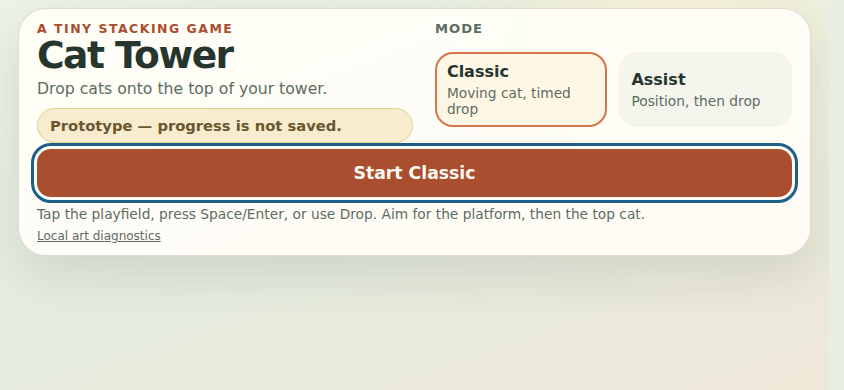 A TINY STACKING GAME
Cat Tower
Drop cats onto the top of your tower.
Prototype — progress is not saved.
MODE
Classic
Moving cat, timed
drop
Assist
Position, then drop
Start Classic
Tap the playfield, press Space/Enter, or use Drop. Aim for the platform, then the top cat.
Local art diagnostics